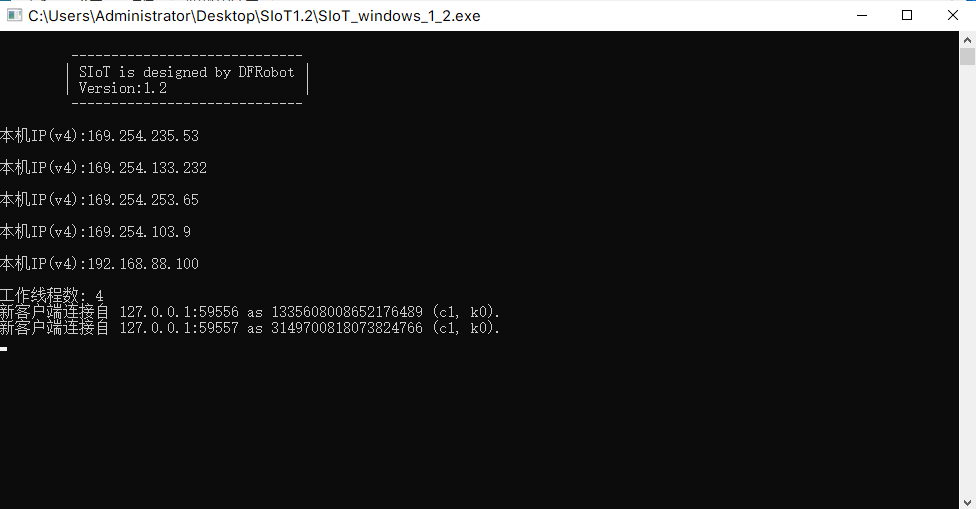 C:\Users\Administrator\Desktop\SIoT1.2\SIoT_windows_1_2.exe
SIoT is designed by DFRobot
Version:1.2
本机IP(v4):169.254.235.53
本机IP(v4):169.254.133.232
本机IP(v4):169.254.253.65
本机IP(v4):169.254.103.9
本机IP(v4):192.168.88.100
工作线程数: 4
新客户端连接自 127.0.0.1:59556 as 1335608008652176489 (c1, k0).
新客户端连接自 127.0.0.1:59557 as 3149700818073824766 (c1, k0).